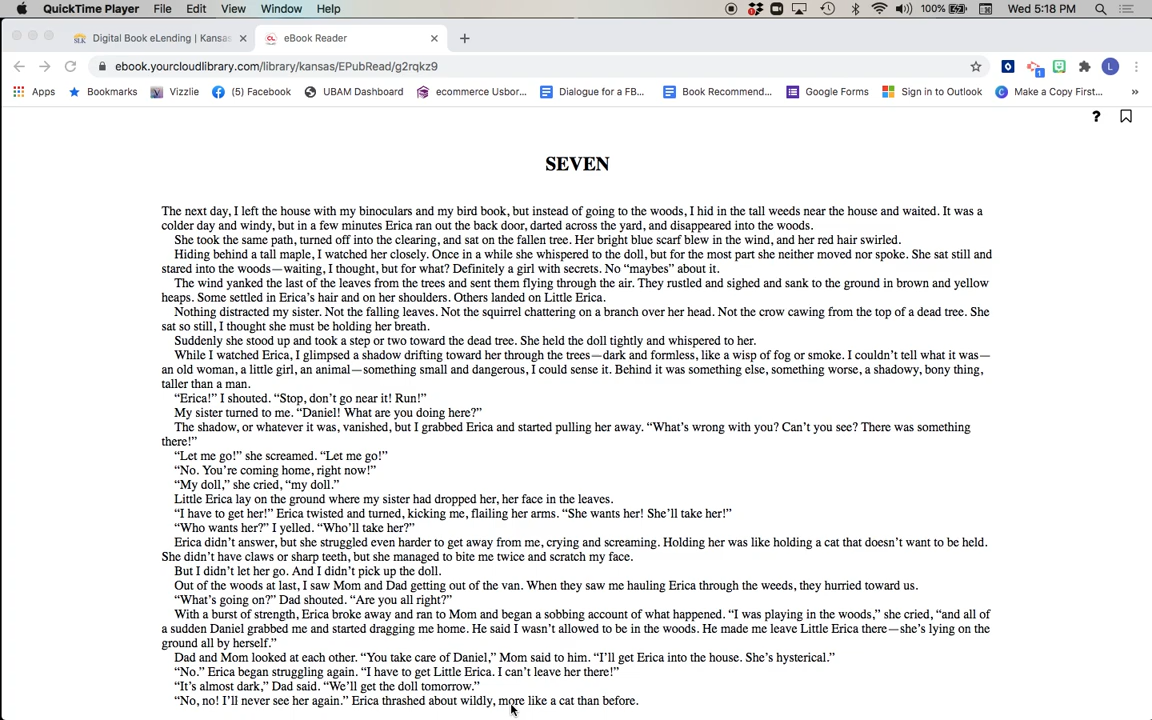 QuickTime Player File Edit View Window Help 100% Wed 5:18 PM
Digital Book eLending | Kansas eBook Reader
ebook.yourcloudlibrary.com/library/kansas/EPubRead/g2rqkz9 1 L
Apps Bookmarks Vizzlie (5) Facebook UBAM Dashboard ecommerce Usbor... Dialogue for a FB... Book Recommend... Google Forms Sign in to Outlook Make a Copy First... »
?
SEVEN
The next day, I left the house with my binoculars and my bird book, but instead of going to the woods, I hid in the tall weeds near the house and waited. It was a
colder day and windy, but in a few minutes Erica ran out the back door, darted across the yard, and disappeared into the woods.
She took the same path, turned off into the clearing, and sat on the fallen tree. Her bright blue scarf blew in the wind, and her red hair swirled.
Hiding behind a tall maple, I watched her closely. Once in a while she whispered to the doll, but for the most part she neither moved nor spoke. She sat still and
stared into the woods—waiting, I thought, but for what? Definitely a girl with secrets. No “maybes” about it.
The wind yanked the last of the leaves from the trees and sent them flying through the air. They rustled and sighed and sank to the ground in brown and yellow
heaps. Some settled in Erica’s hair and on her shoulders. Others landed on Little Erica.
Nothing distracted my sister. Not the falling leaves. Not the squirrel chattering on a branch over her head. Not the crow cawing from the top of a dead tree. She
sat so still, I thought she must be holding her breath.
Suddenly she stood up and took a step or two toward the dead tree. She held the doll tightly and whispered to her.
While I watched Erica, I glimpsed a shadow drifting toward her through the trees—dark and formless, like a wisp of fog or smoke. I couldn’t tell what it was—
an old woman, a little girl, an animal—something small and dangerous, I could sense it. Behind it was something else, something worse, a shadowy, bony thing,
taller than a man.
“Erica!” I shouted. “Stop, don’t go near it! Run!”
My sister turned to me. “Daniel! What are you doing here?”
The shadow, or whatever it was, vanished, but I grabbed Erica and started pulling her away. “What’s wrong with you? Can’t you see? There was something
there!”
“Let me go!” she screamed. “Let me go!”
“No. You’re coming home, right now!”
“My doll,” she cried, “my doll.”
Little Erica lay on the ground where my sister had dropped her, her face in the leaves.
“I have to get her!” Erica twisted and turned, kicking me, flailing her arms. “She wants her! She’ll take her!”
“Who wants her?” I yelled. “Who’ll take her?”
Erica didn’t answer, but she struggled even harder to get away from me, crying and screaming. Holding her was like holding a cat that doesn’t want to be held.
She didn’t have claws or sharp teeth, but she managed to bite me twice and scratch my face.
But I didn’t let her go. And I didn’t pick up the doll.
Out of the woods at last, I saw Mom and Dad getting out of the van. When they saw me hauling Erica through the weeds, they hurried toward us.
“What’s going on?” Dad shouted. “Are you all right?”
With a burst of strength, Erica broke away and ran to Mom and began a sobbing account of what happened. “I was playing in the woods,” she cried, “and all of
a sudden Daniel grabbed me and started dragging me home. He said I wasn’t allowed to be in the woods. He made me leave Little Erica there—she’s lying on the
ground all by herself.”
Dad and Mom looked at each other. “You take care of Daniel,” Mom said to him. “I’ll get Erica into the house. She’s hysterical.”
“No.” Erica began struggling again. “I have to get Little Erica. I can’t leave her there!”
“It’s almost dark,” Dad said. “We’ll get the doll tomorrow.”
“No, no! I’ll never see her again.” Erica thrashed about wildly, more like a cat than before.